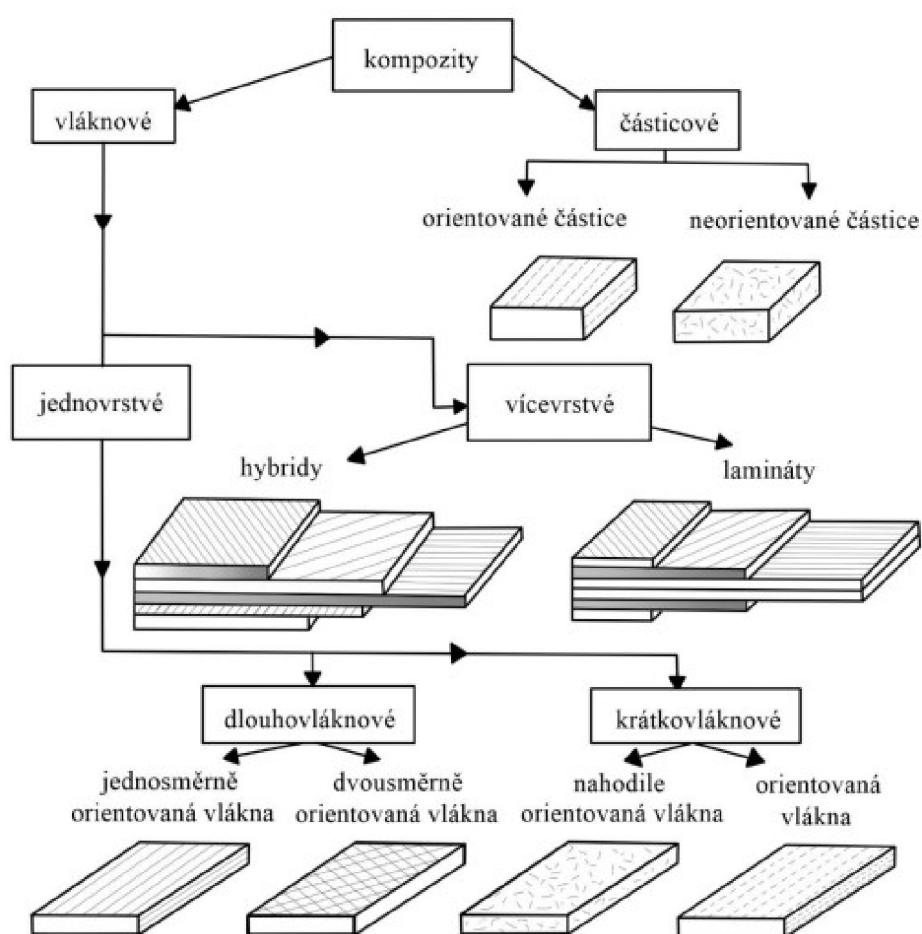 kompozity
vláknové
částicové
orientované částice
neorientované částice
jednovrstvé
vícevrstvé
hybridy
lamináty
dlouhovláknové
krátkovláknové
jednosměrně
orientovaná vlákna
dvousměrně
orientovaná vlákna
nahodile
orientovaná vlákna
orientovaná
vlákna